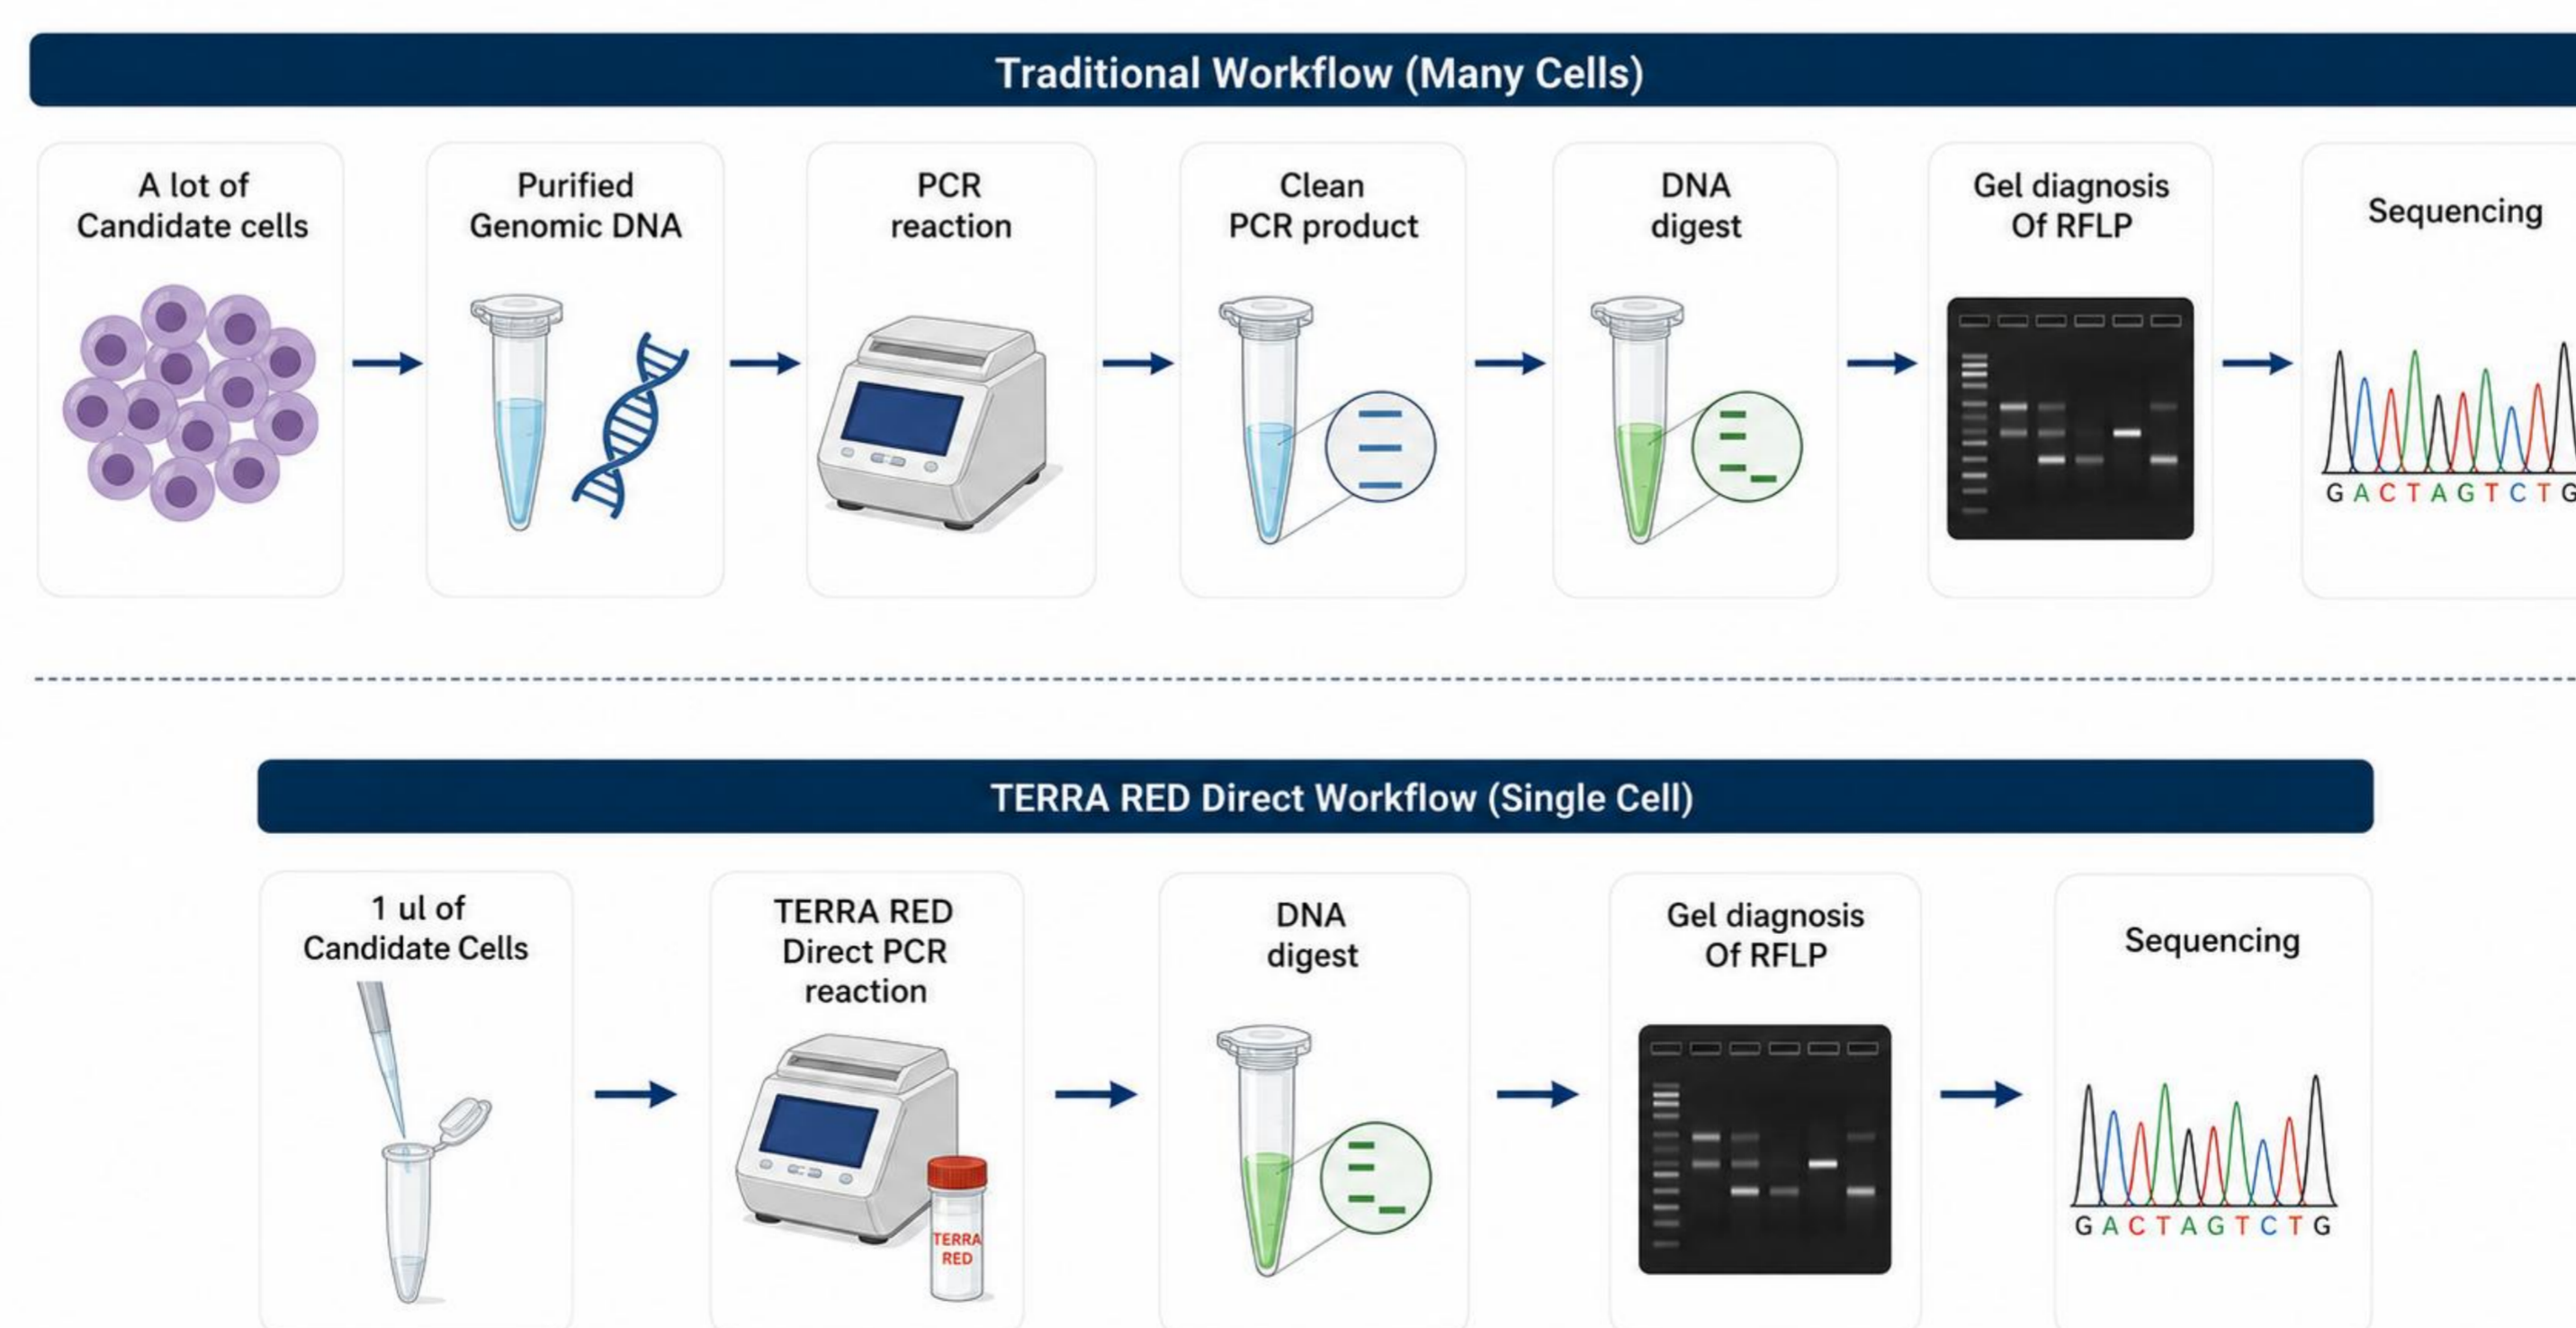 Traditional Workflow (Many Cells)
A lot of
Candidate cells
Purified
Genomic DNA
PCR
reaction
Clean
PCR product
DNA
digest
Gel diagnosis
Of RFLP
Sequencing
G A C T A G T C T G
TERRA RED Direct Workflow (Single Cell)
1 ul of
Candidate Cells
TERRA RED
Direct PCR
reaction
TERRA
RED
DNA
digest
Gel diagnosis
Of RFLP
Sequencing
G A C T A G T C T G